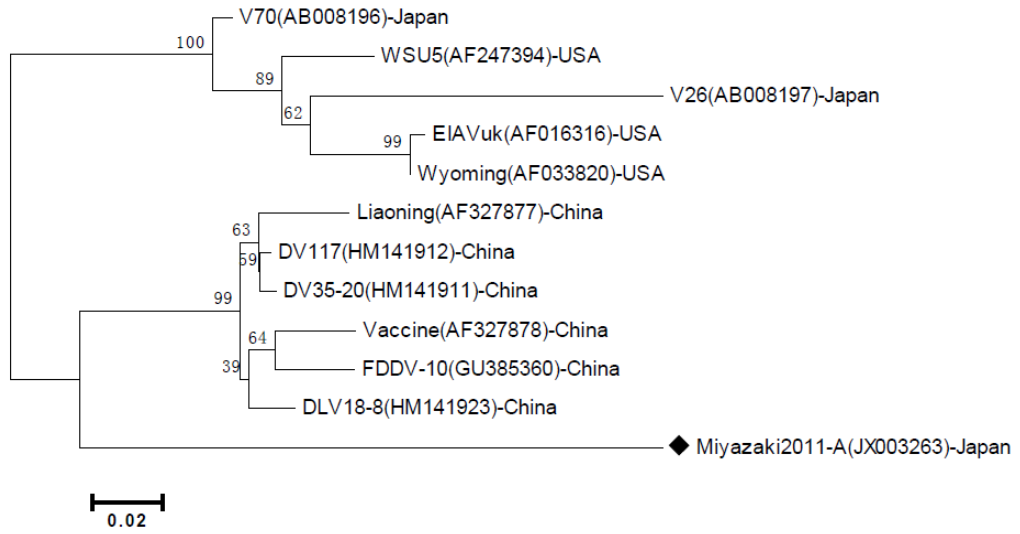 V70(AB008196)-Japan
100
WSU5(AF247394)-USA
89
V26(AB008197)-Japan
62
EIAVuk(AF016316)-USA
99
Wyoming(AF033820)-USA
Liaoning(AF327877)-China
63
DV117(HM141912)-China
59
DV35-20(HM141911)-China
99
Vaccine(AF327878)-China
64
FDDV-10(GU385360)-China
39
DLV18-8(HM141923)-China
Miyazaki2011-A(JX003263)-Japan
0.02